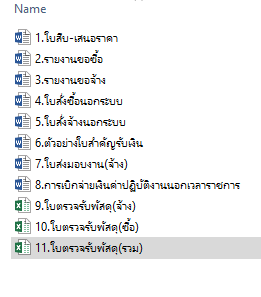 Name
1.ใบสืบ-เสนอราคา
2.รายงานขอซื้อ
3.รายงานขอจ้าง
4.ใบสั่งซื้อนอกระบบ
5.ใบสั่งจ้างนอกระบบ
6.ตัวอย่างใบสำคัญรับเงิน
7.ใบส่งมอบงาน(จ้าง)
8.การเบิกจ่ายเงินค่าปฏิบัติงานนอกเวลาราชการ
9.ใบตรวจรับพัสดุ(จ้าง)
10.ใบตรวจรับพัสดุ(ซื้อ)
11.ใบตรวจรับพัสดุ(รวม)